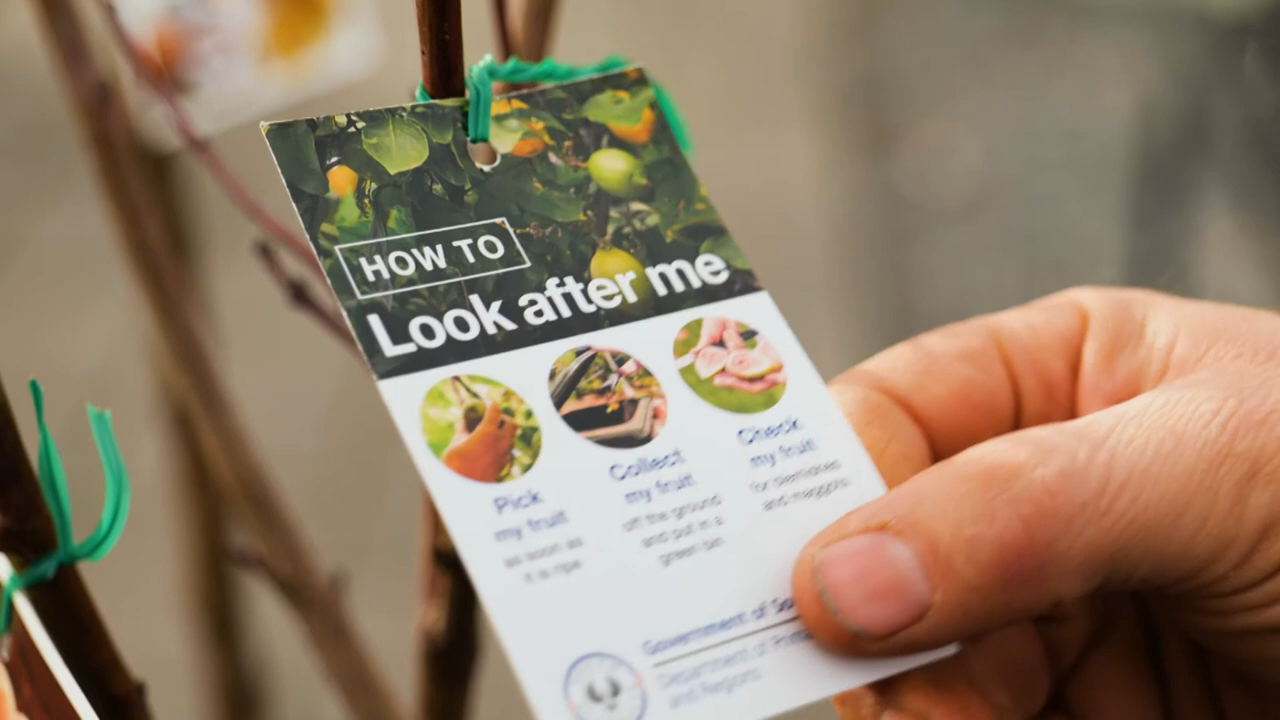 HOW TO
Look after me
Pick
my fruit
as soon as
it is ripe
Collect
my fruit
off the ground
and put in a
green bin
Check
my fruit
for blemishes
and maggots
Government of So
Department of Prim
and Regions